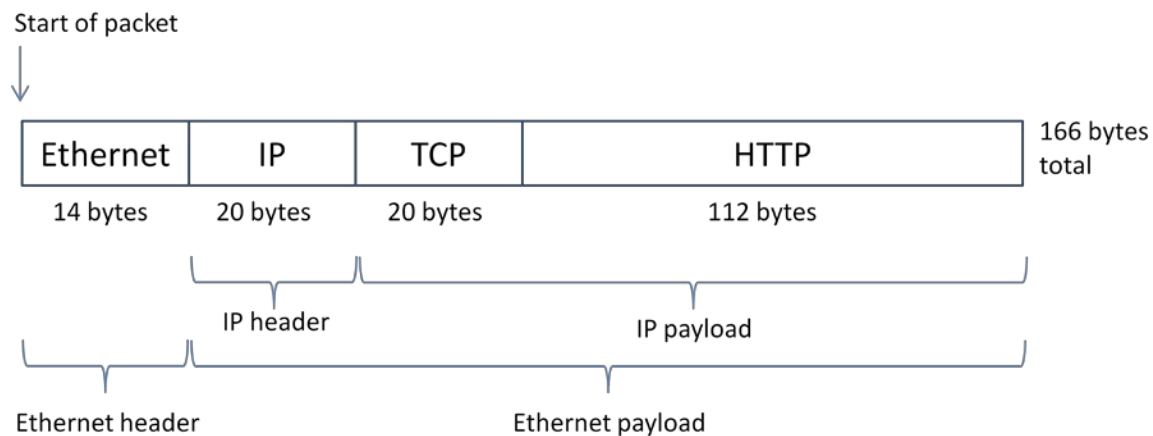 Start of packet
Ethernet IP TCP HTTP
166 bytes
total
14 bytes 20 bytes 20 bytes 112 bytes
IP header IP payload
Ethernet header Ethernet payload